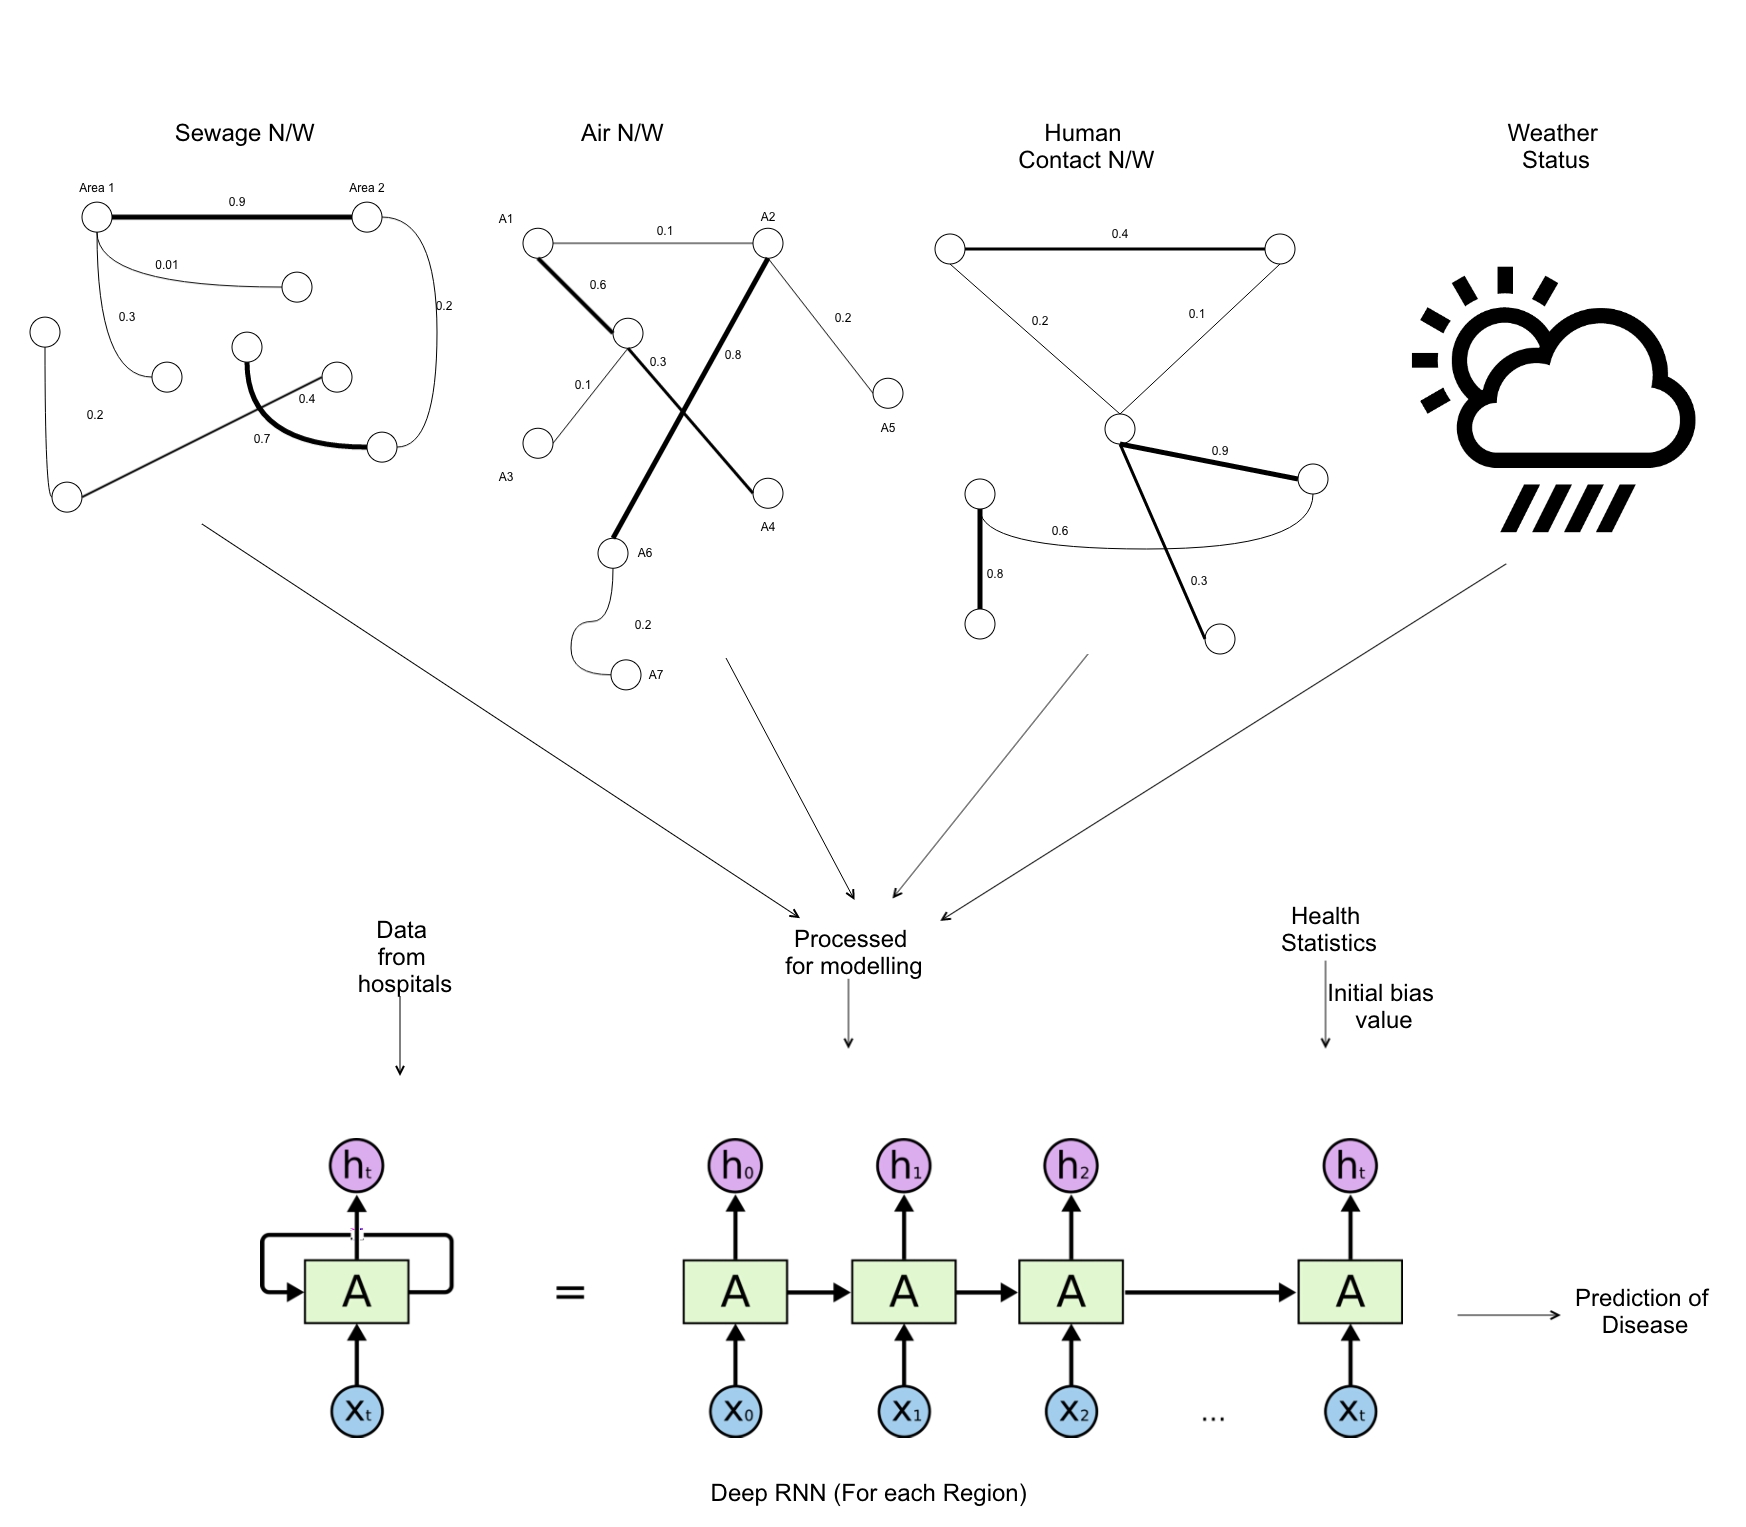 Sewage N/W
Air N/W
Human
Contact N/W
Weather
Status
Area 1
Area 2
0.9
0.01
0.3
0.2
0.2
0.4
0.7
A1
A2
0.1
0.6
0.3
0.8
0.2
0.1
A3
A5
A4
A6
0.2
A7
0.4
0.2
0.1
0.9
0.6
0.8
0.3
Data
from
hospitals
Processed
for modelling
Health
Statistics
Initial bias
value
ht
A
xt
=
h0
h1
h2
ht
A
A
A
A
x0
x1
x2
...
xt
Prediction of
Disease
Deep RNN (For each Region)